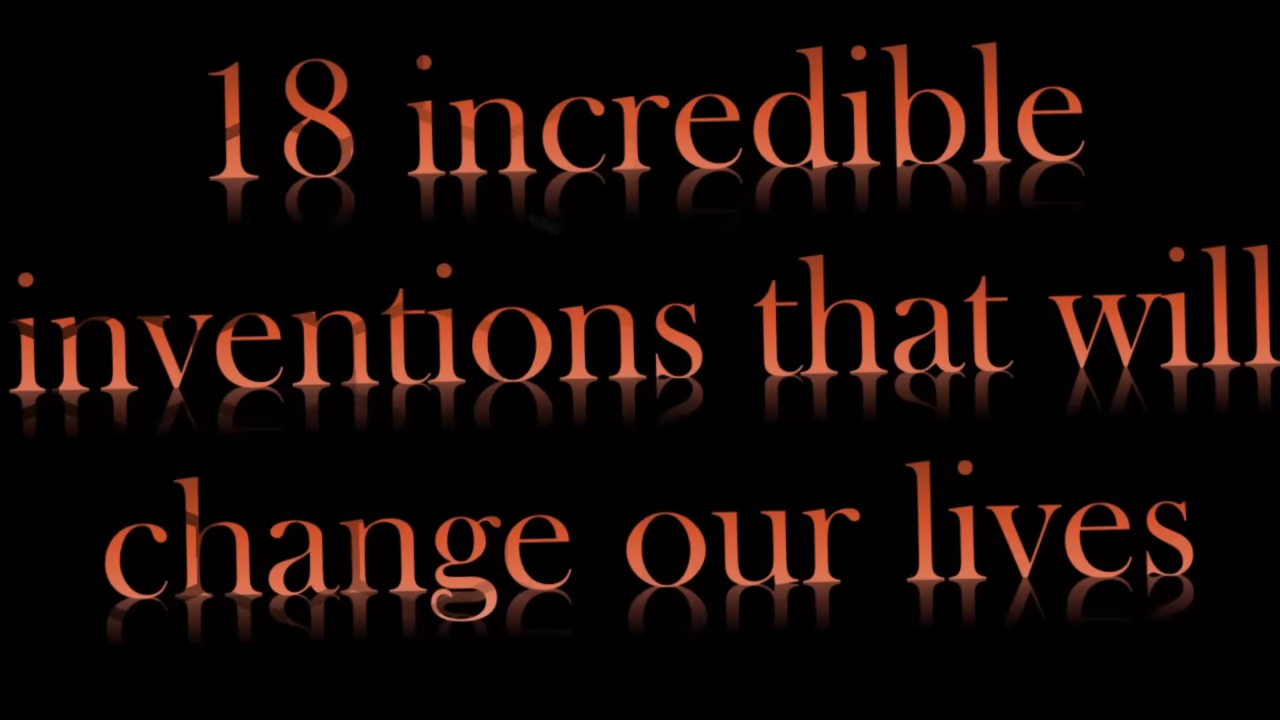 18 incredible
inventions that will
change our lives